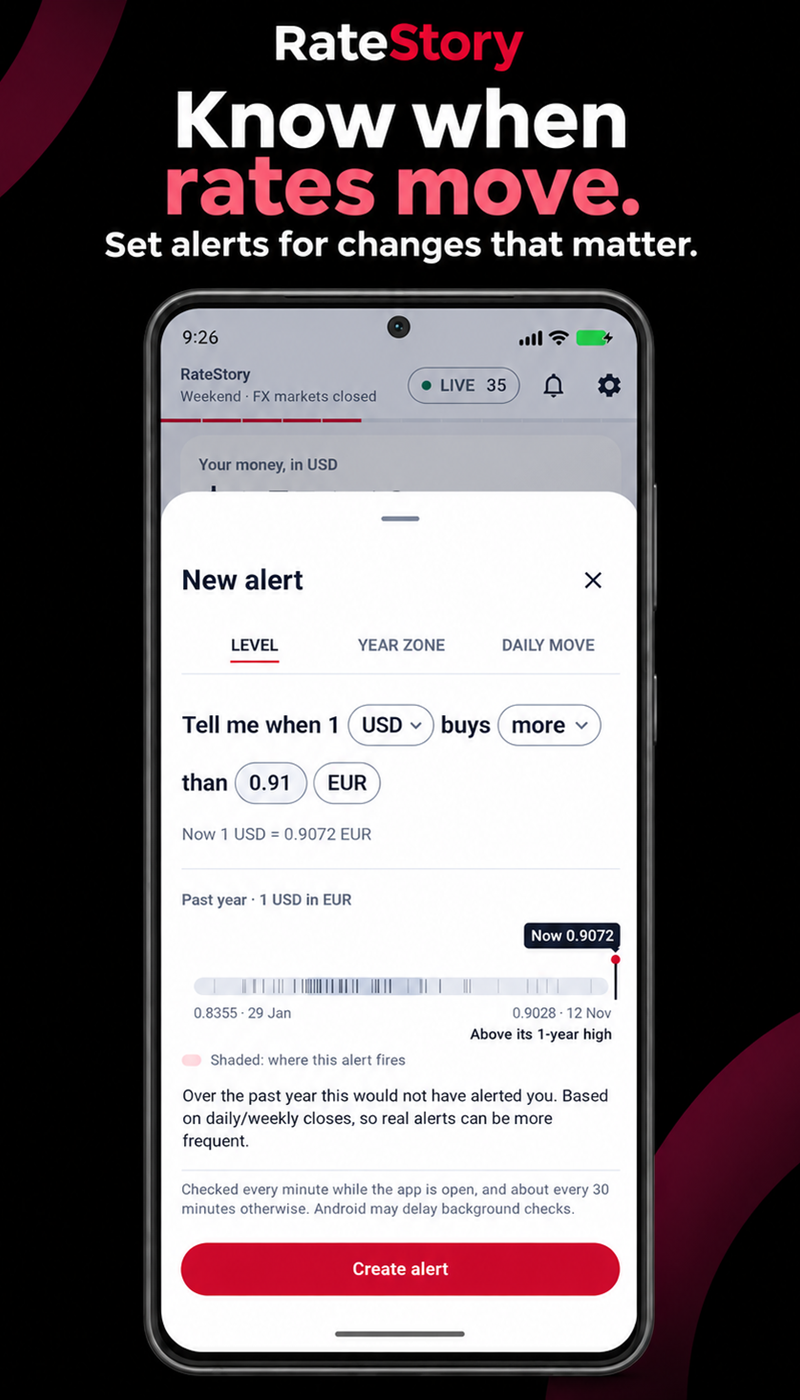 RateStory
Know when
rates move.
Set alerts for changes that matter.
9:26
RateStory
Weekend · FX markets closed
LIVE 35
Your money, in USD
New alert
LEVEL YEAR ZONE DAILY MOVE
Tell me when 1 USD buys more
than 0.91 EUR
Now 1 USD = 0.9072 EUR
Past year · 1 USD in EUR
Now 0.9072
0.8355 · 29 Jan 0.9028 · 12 Nov
Above its 1-year high
Shaded: where this alert fires
Over the past year this would not have alerted you. Based
on daily/weekly closes, so real alerts can be more
frequent.
Checked every minute while the app is open, and about every 30
minutes otherwise. Android may delay background checks.
Create alert